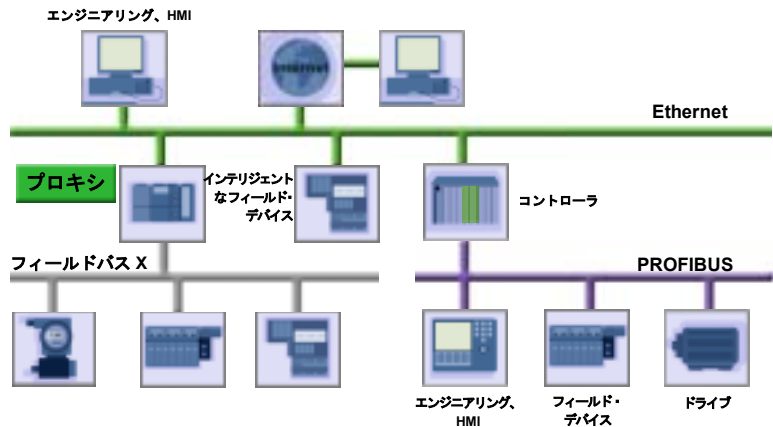 エンジニアリング、HMI
Internet
Ethernet
プロキシ
インテリジェント
なフィールド・
デバイス
コントローラ
フィールドバス X
PROFIBUS
エンジニアリング、
HMI
フィールド・
デバイス
ドライブ